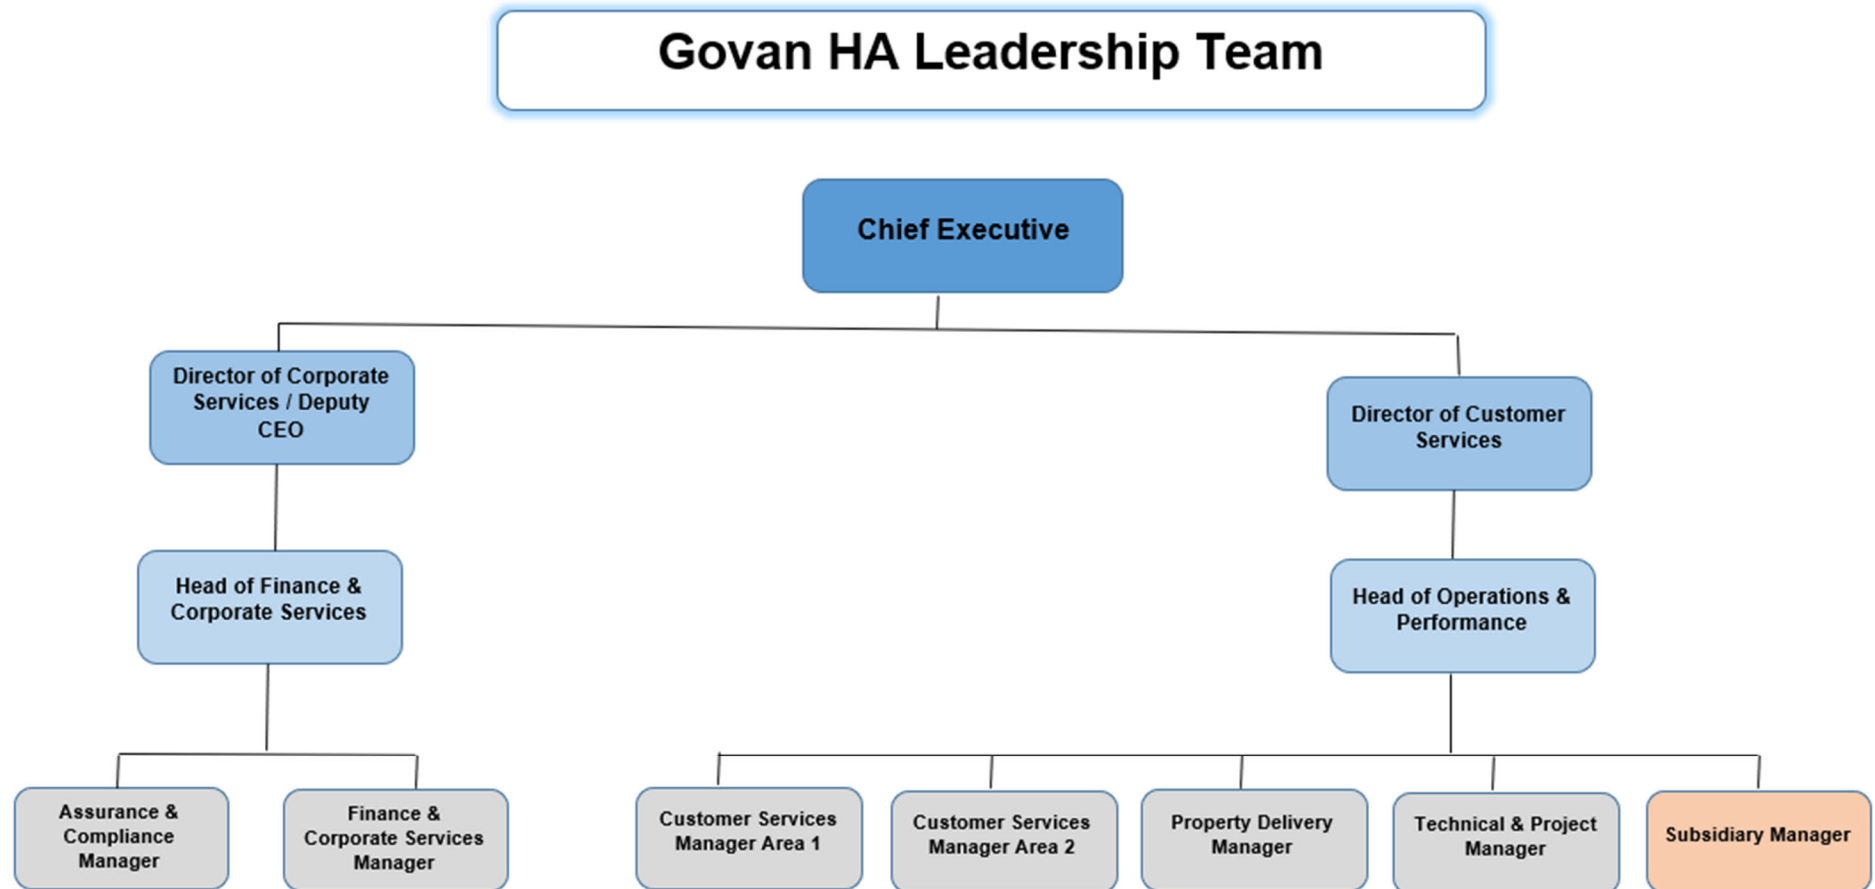 Govan HA Leadership Team
Chief Executive
Director of Corporate
Services / Deputy
CEO
Director of Customer
Services
Head of Finance &
Corporate Services
Head of Operations &
Performance
Assurance &
Compliance
Manager
Finance &
Corporate Services
Manager
Customer Services
Manager Area 1
Customer Services
Manager Area 2
Property Delivery
Manager
Technical & Project
Manager
Subsidiary Manager